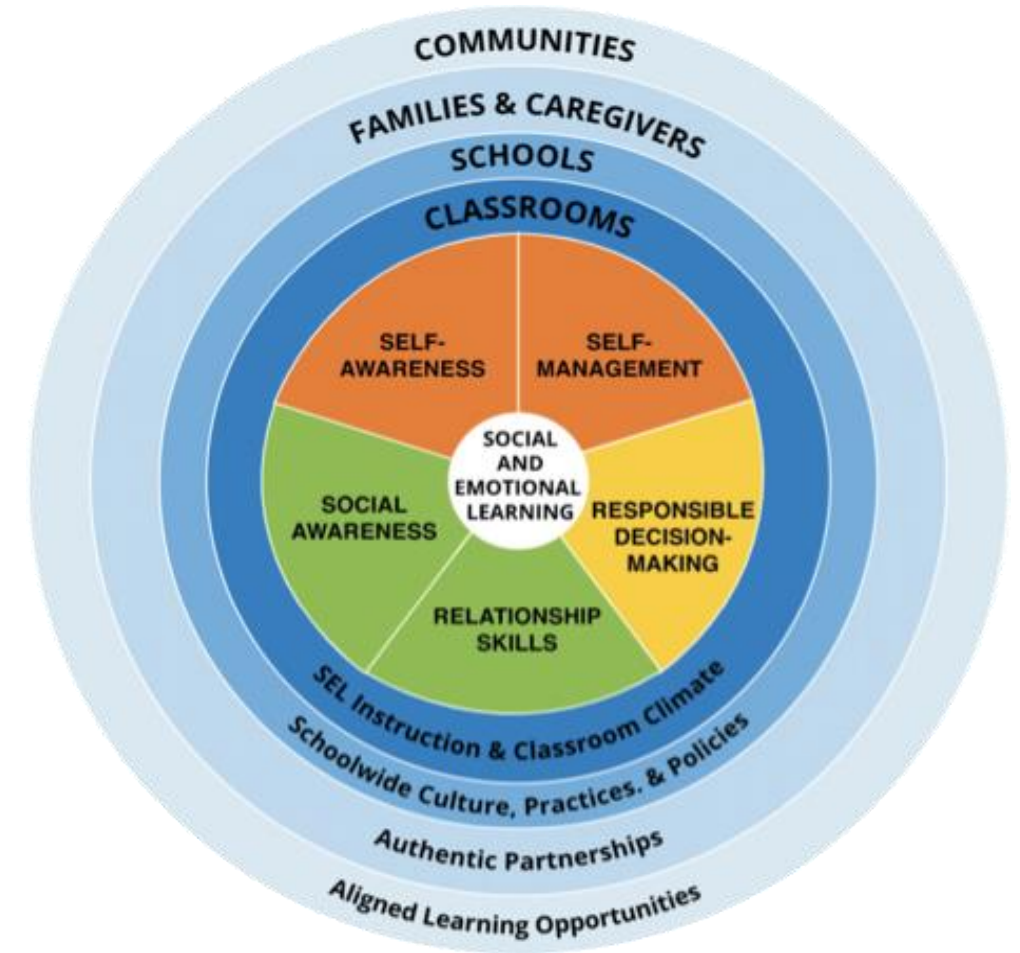 COMMUNITIES
FAMILIES & CAREGIVERS
SCHOOLS
CLASSROOMS
SELF-
AWARENESS
SELF-
MANAGEMENT
SOCIAL
AND
EMOTIONAL
LEARNING
SOCIAL
AWARENESS
RESPONSIBLE
DECISION-
MAKING
RELATIONSHIP
SKILLS
SEL Instruction & Classroom Climate
Schoolwide Culture, Practices, & Policies
Authentic Partnerships
Aligned Learning Opportunities